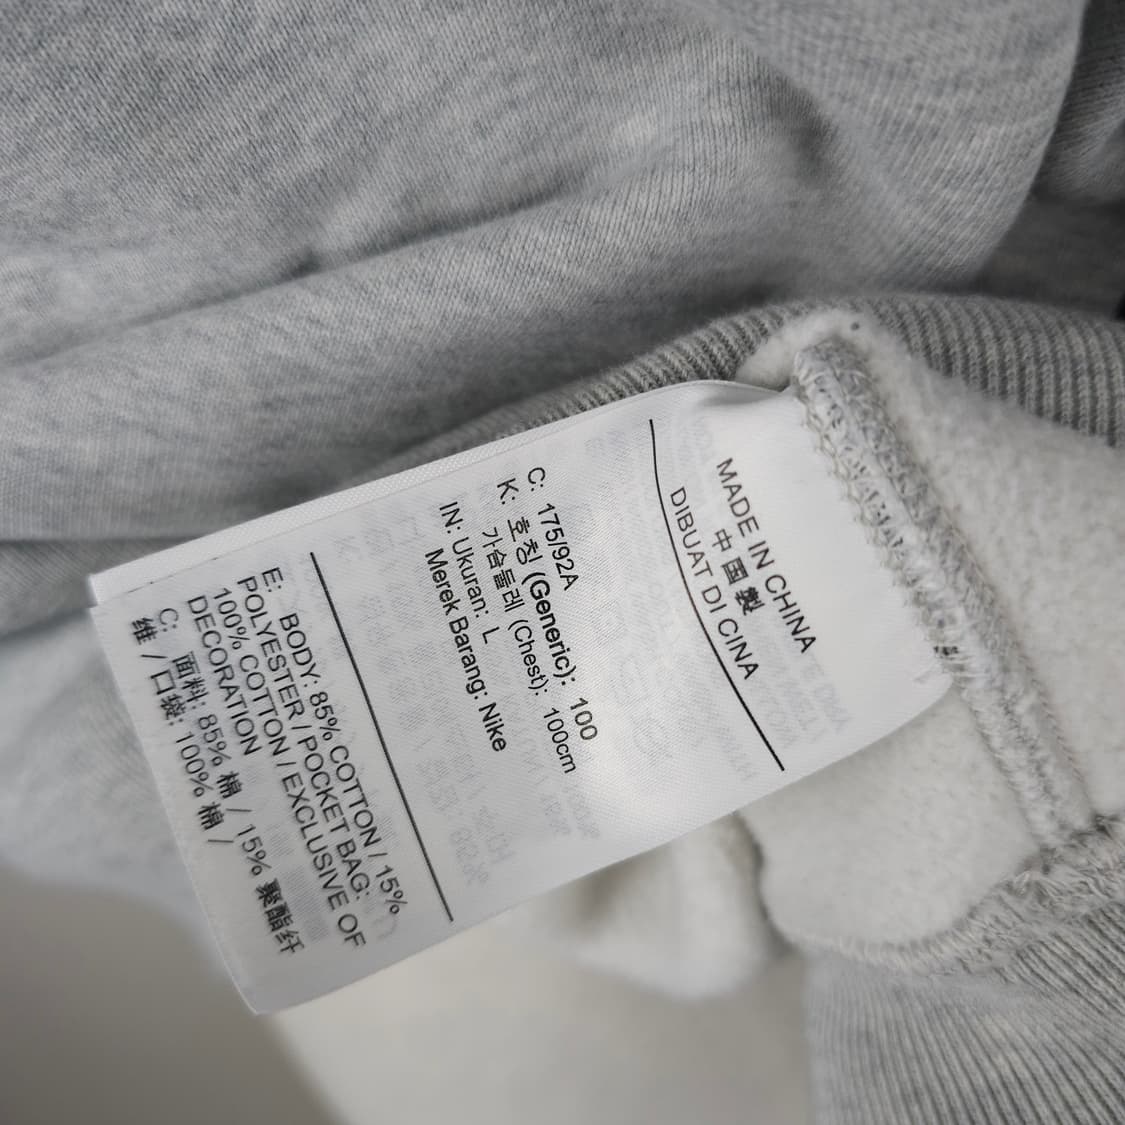 MADE IN CHINA
中国製
DIBUAT DI CINA
C: 175/92A
K: 호칭 (Generic): 100
가슴둘레 (Chest): 100cm
IN: Ukuran: L
Merek Barang: Nike
E: BODY: 85% COTTON / 15%
POLYESTER / POCKET BAG:
100% COTTON / EXCLUSIVE OF
DECORATION
C: 面料: 85% 棉 / 15% 聚酯纤
维 / 口袋: 100% 棉 /